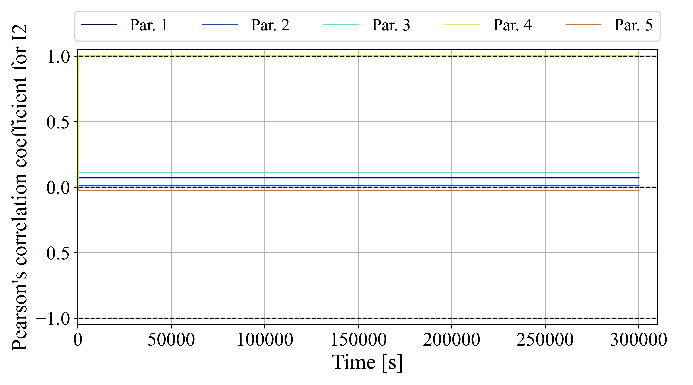 Par. 1 Par. 2 Par. 3 Par. 4 Par. 5
Pearson's correlation coefficient for I2
1.0
0.5
0.0
0.5
−1.0
0 50000 100000 150000 200000 250000 300000
Time [s]